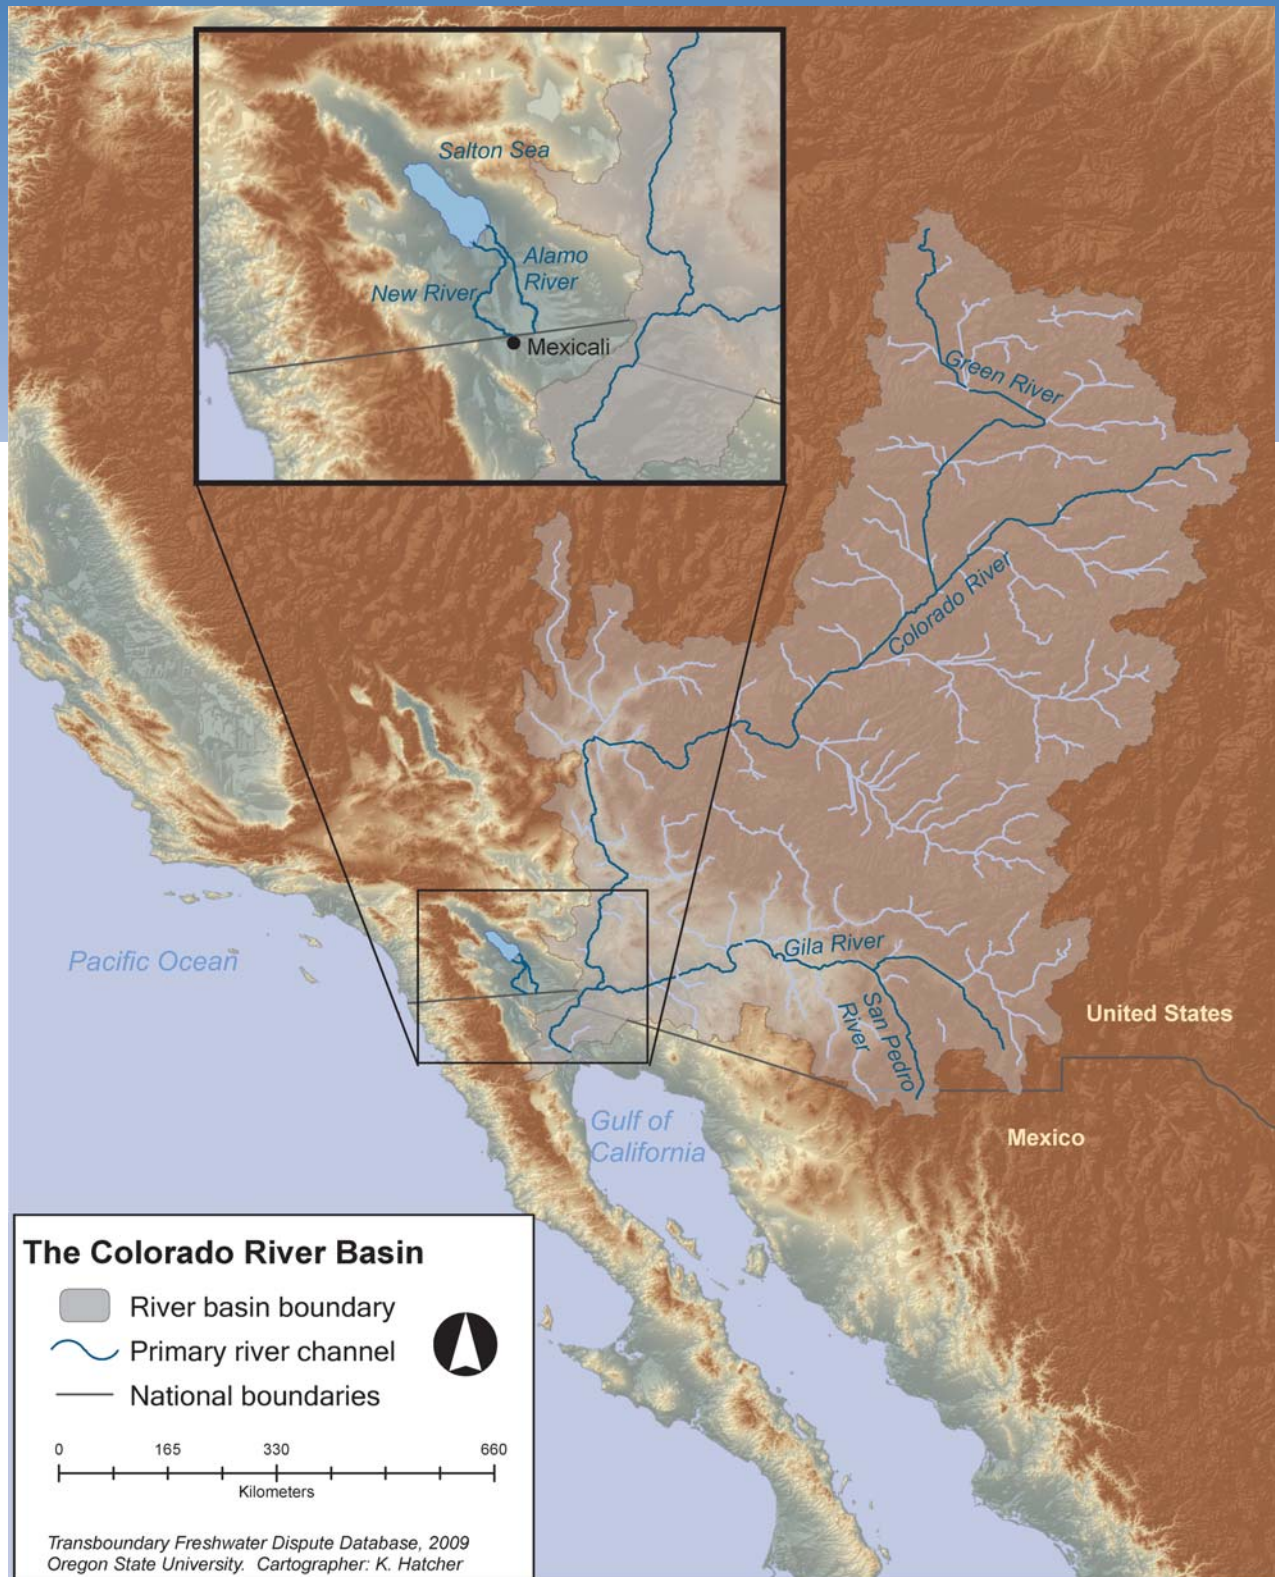 Salton Sea
Alamo
River
New River
Mexicali
Green River
Colorado River
Gila River
San Pedro
River
Pacific Ocean
United States
Gulf of
California
Mexico
The Colorado River Basin
River basin boundary
Primary river channel
National boundaries
0 165 330 660
Kilometers
Transboundary Freshwater Dispute Database, 2009
Oregon State University. Cartographer: K. Hatcher